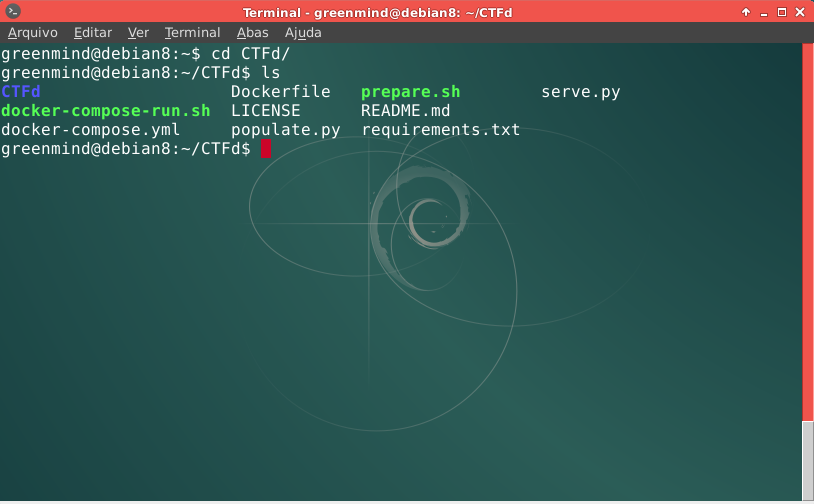 Terminal - greenmind@debian8: ~/CTFd
Arquivo Editar Ver Terminal Abas Ajuda
greenmind@debian8:~$ cd CTFd/
greenmind@debian8:~/CTFd$ ls
CTFd                   Dockerfile   prepare.sh        serve.py
docker-compose-run.sh  LICENSE      README.md
docker-compose.yml     populate.py  requirements.txt
greenmind@debian8:~/CTFd$